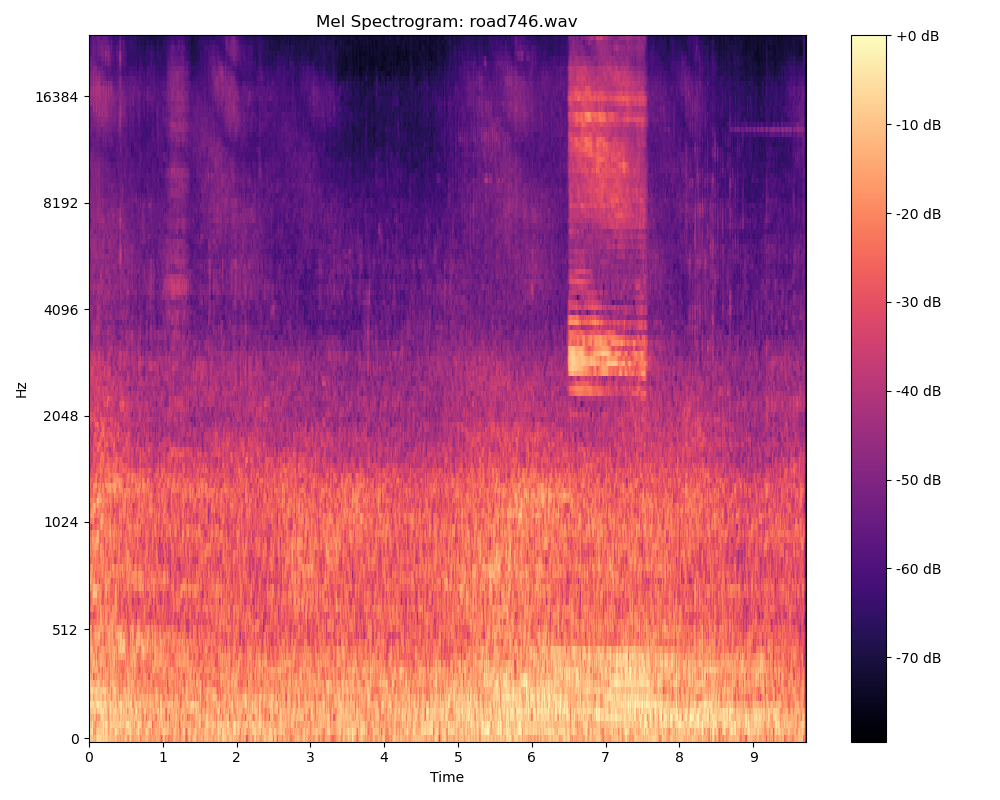 Mel Spectrogram: road746.wav
Hz
16384
8192
4096
2048
1024
512
0
0 1 2 3 4 5 6 7 8 9
Time
+0 dB
-10 dB
-20 dB
-30 dB
-40 dB
-50 dB
-60 dB
-70 dB